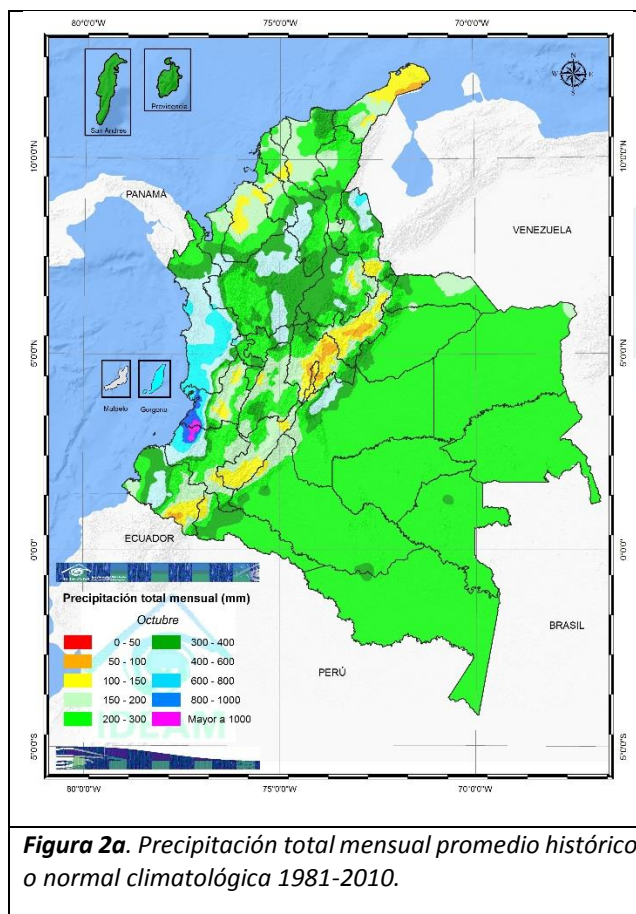 80°0'0"W 75°0'0"W 70°0'0"W
San Andres
Providencia
N
W E
S
10°0'0"N 10°0'0"N
PANAMÁ
VENEZUELA
5°0'0"N 5°0'0"N
Malpelo
Gorgona
ECUADOR
0°0'0" 0°0'0"
Precipitación total mensual (mm)
Octubre
0 - 50 300 - 400
50 - 100 400 - 600
100 - 150 600 - 800
150 - 200 800 - 1000
200 - 300 Mayor a 1000
IDEAM
BRASIL
PERÚ
5°0'0"S 5°0'0"S
80°0'0"W 75°0'0"W 70°0'0"W
Figura 2a. Precipitación total mensual promedio histórico
o normal climatológica 1981-2010.